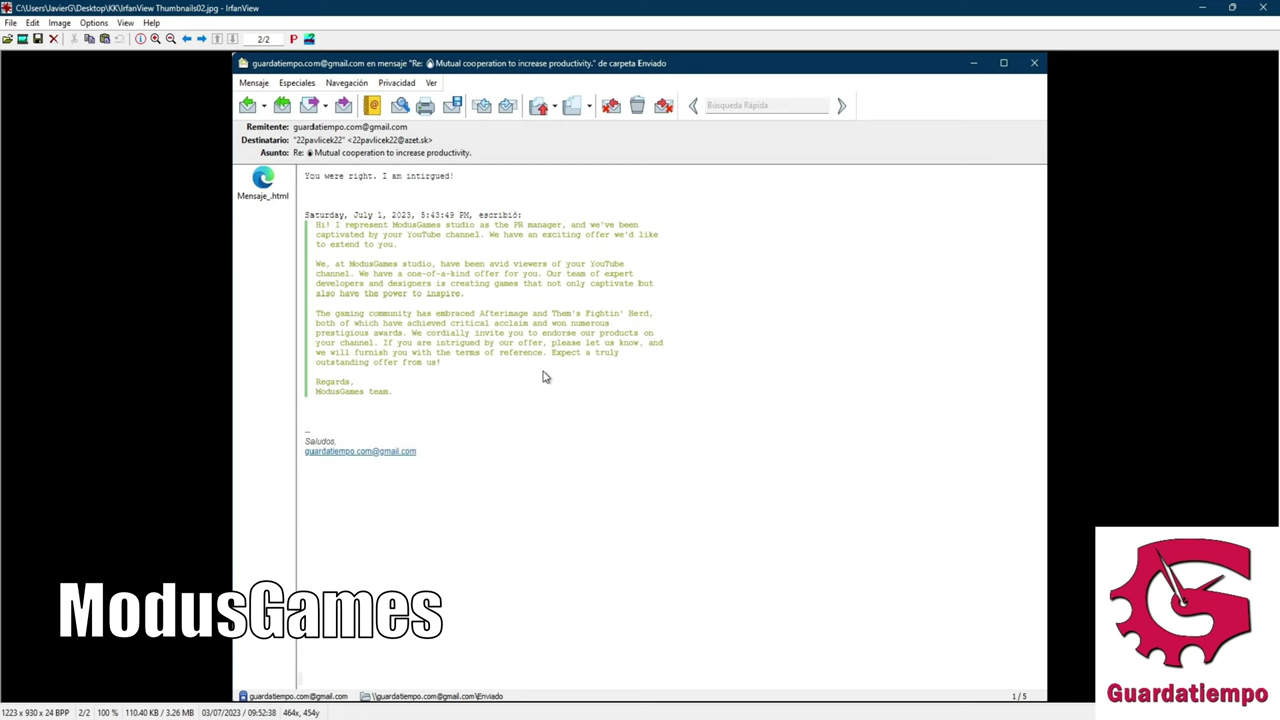 C:\Users\JavierG\Desktop\KK\IrfanView Thumbnails02.jpg - IrfanView
File Edit Image Options View Help
2/2
guardatiempo.com@gmail.com en mensaje "Re: Mutual cooperation to increase productivity." de carpeta Enviado
Mensaje Especiales Navegación Privacidad Ver
Búsqueda Rápida
Remitente: guardatiempo.com@gmail.com
Destinatario: "22pavlicek22" <22pavlicek22@azet.sk>
Asunto: Re: Mutual cooperation to increase productivity.
Mensaje_.html
You were right. I am intirgued!
Saturday, July 1, 2023, 5:43:49 PM, escribió:
Hi! I represent ModusGames studio as the PR manager, and we've been
captivated by your YouTube channel. We have an exciting offer we'd like
to extend to you.
We, at ModusGames studio, have been avid viewers of your YouTube
channel. We have a one-of-a-kind offer for you. Our team of expert
developers and designers is creating games that not only captivate but
also have the power to inspire.
The gaming community has embraced Afterimage and Them's Fightin' Herd,
both of which have achieved critical acclaim and won numerous
prestigious awards. We cordially invite you to endorse our products on
your channel. If you are intrigued by our offer, please let us know, and
we will furnish you with the terms of reference. Expect a truly
outstanding offer from us!
Regards,
ModusGames team.
--
Saludos,
guardatiempo.com@gmail.com
ModusGames
GuardatIempo
guardatiempo.com@gmail.com \\guardatiempo.com@gmail.com\Enviado 1 / 5
1223 x 930 x 24 BPP 2/2 100 % 110.40 KB / 3.26 MB 03/07/2023 / 09:52:38 464x, 454y